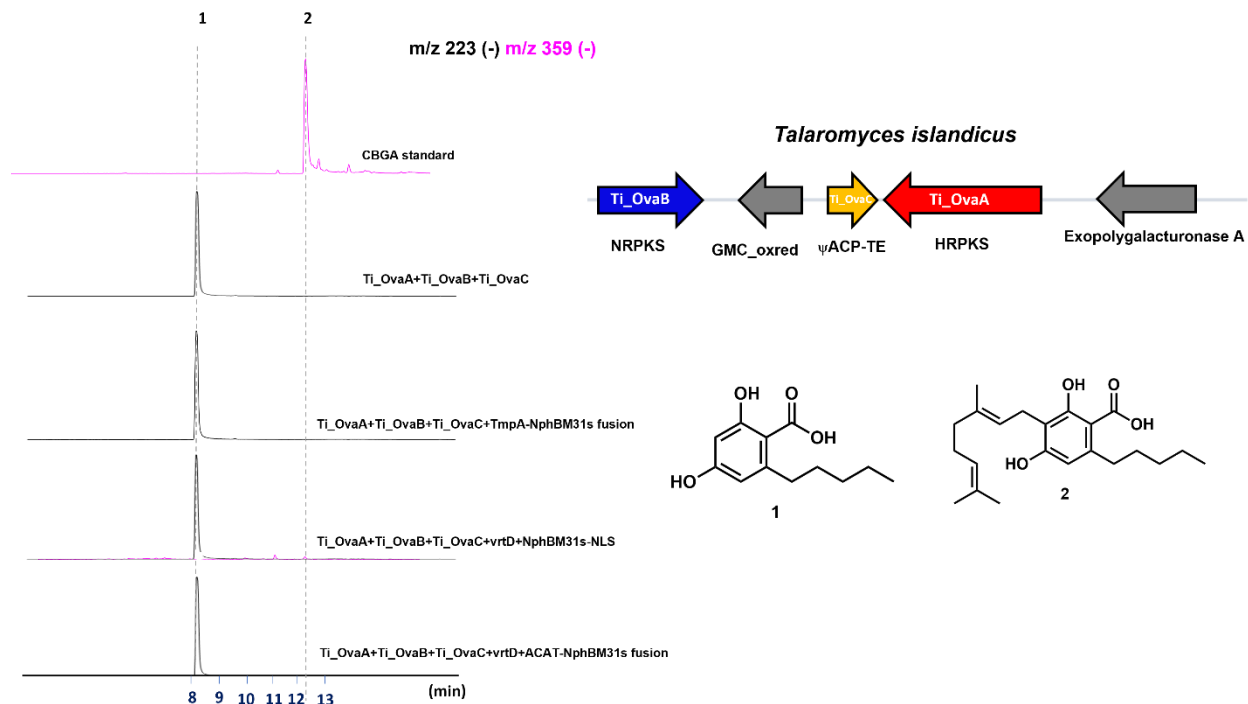 1
2
m/z 223 (-) m/z 359 (-)
CBGA standard
Ti_OvaA+Ti_OvaB+Ti_OvaC
Ti_OvaA+Ti_OvaB+Ti_OvaC+TmpA-NphBM31s fusion
Ti_OvaA+Ti_OvaB+Ti_OvaC+vrtD+NphBM31s-NLS
Ti_OvaA+Ti_OvaB+Ti_OvaC+vrtD+ACAT-NphBM31s fusion
8 9 10 11 12 13
(min)
Talaromyces islandicus
Ti_OvaB
Ti_OvaC
Ti_OvaA
NRPKS
GMC_oxred
ψACP-TE
HRPKS
Exopolygalacturonase A
OH
O
OH
HO
1
OH
O
OH
HO
2